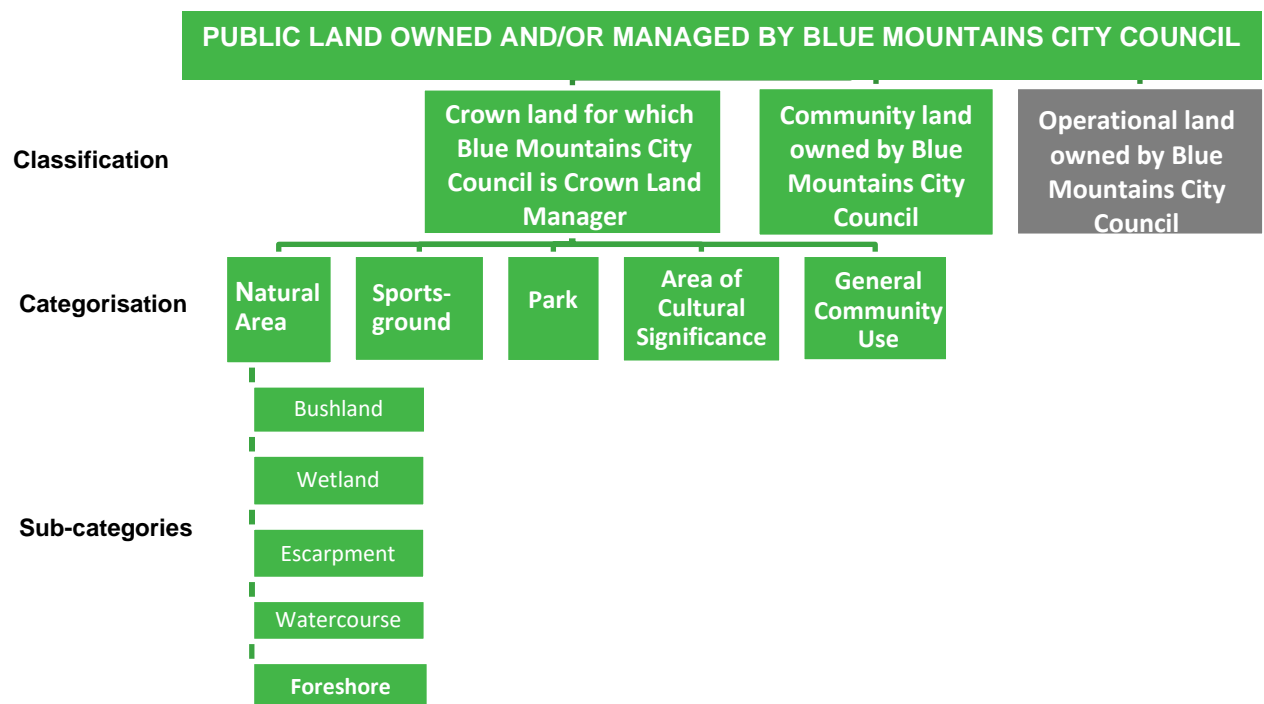 PUBLIC LAND OWNED AND/OR MANAGED BY BLUE MOUNTAINS CITY COUNCIL
Classification
Crown land for which
Blue Mountains City
Council is Crown Land
Manager
Community land
owned by Blue
Mountains City
Council
Operational land
owned by Blue
Mountains City
Council
Categorisation
Natural
Area
Sports-
ground
Park
Area of
Cultural
Significance
General
Community
Use
Sub-categories
Bushland
Wetland
Escarpment
Watercourse
Foreshore